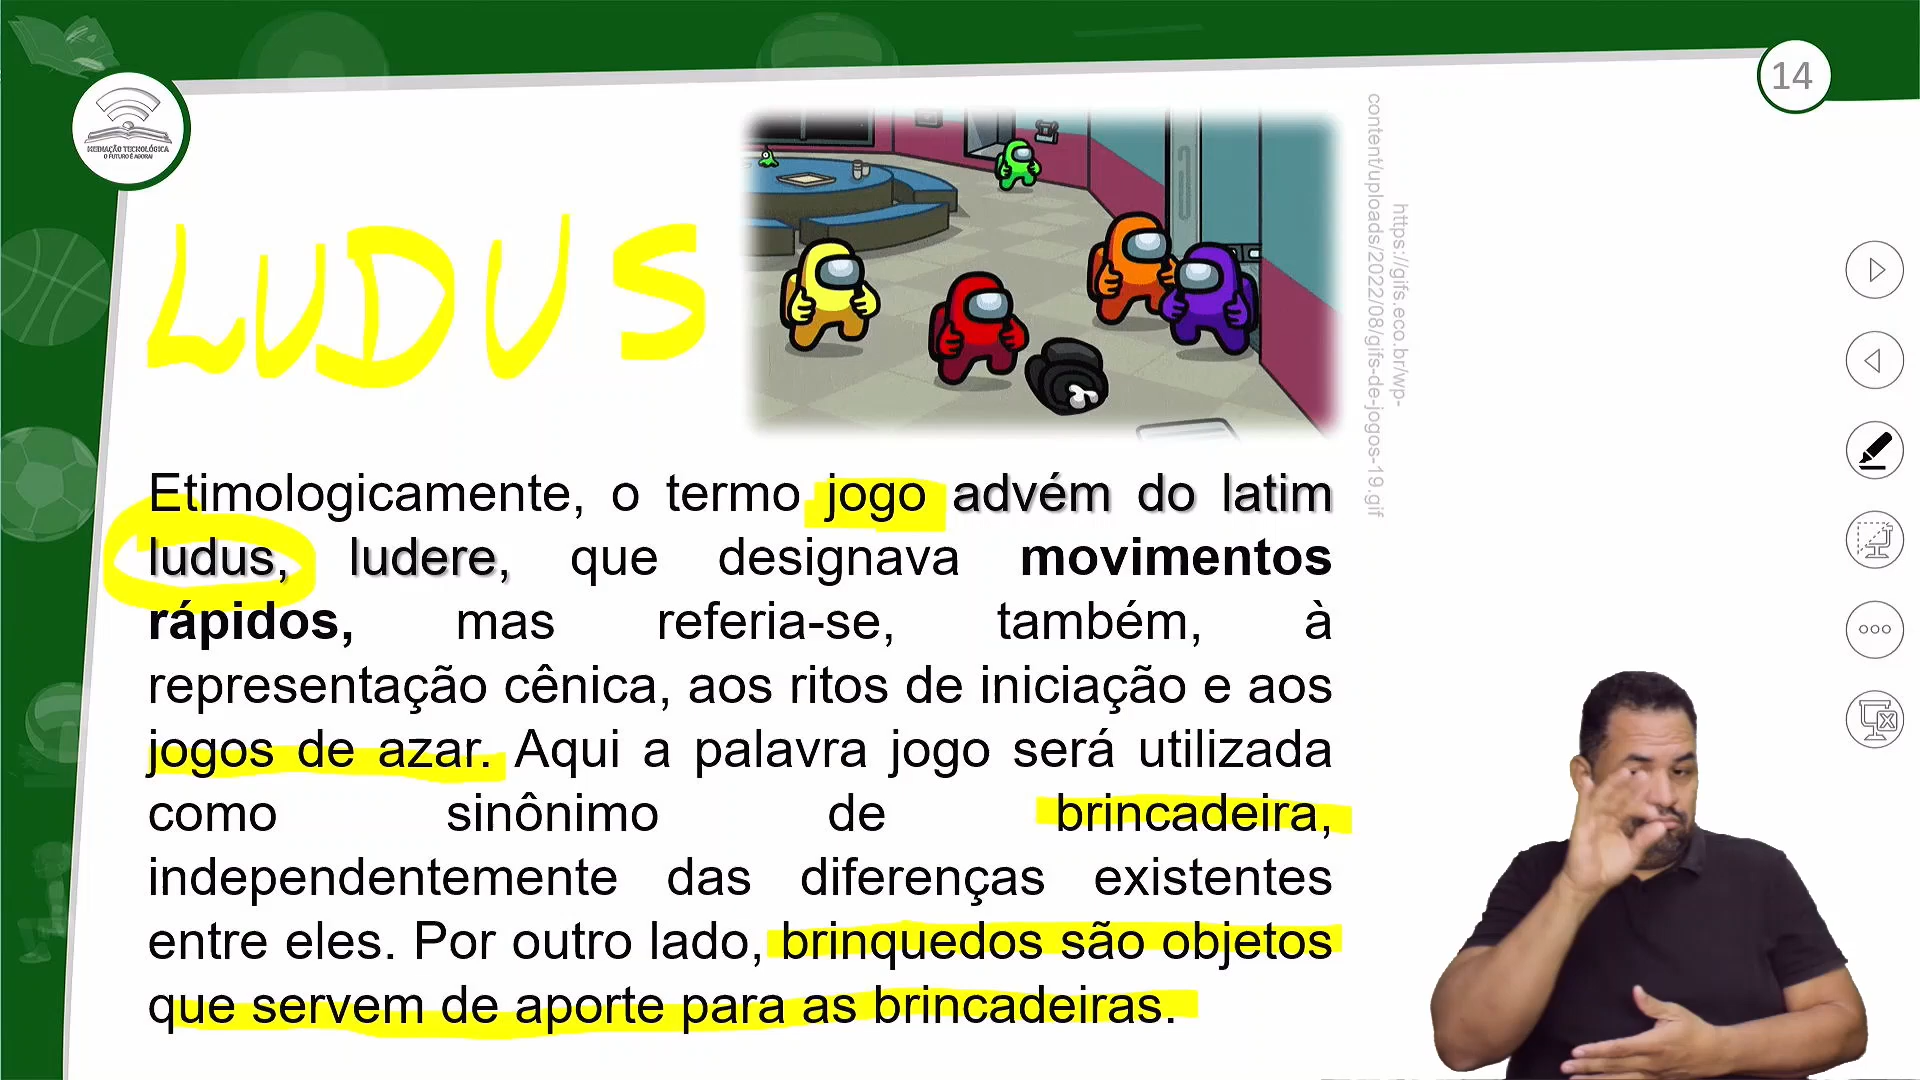 14
MEDIAÇÃO TECNOLÓGICA
O FUTURO É AGORA!
LUDUS
https://gifs.eco.br/wp-
content/uploads/2022/08/gifs-de-jogos-19.gif
Etimologicamente, o termo jogo advém do latim
ludus, ludere, que designava movimentos
rápidos, mas referia-se, também, à
representação cênica, aos ritos de iniciação e aos
jogos de azar. Aqui a palavra jogo será utilizada
como sinônimo de brincadeira,
independentemente das diferenças existentes
entre eles. Por outro lado, brinquedos são objetos
que servem de aporte para as brincadeiras.